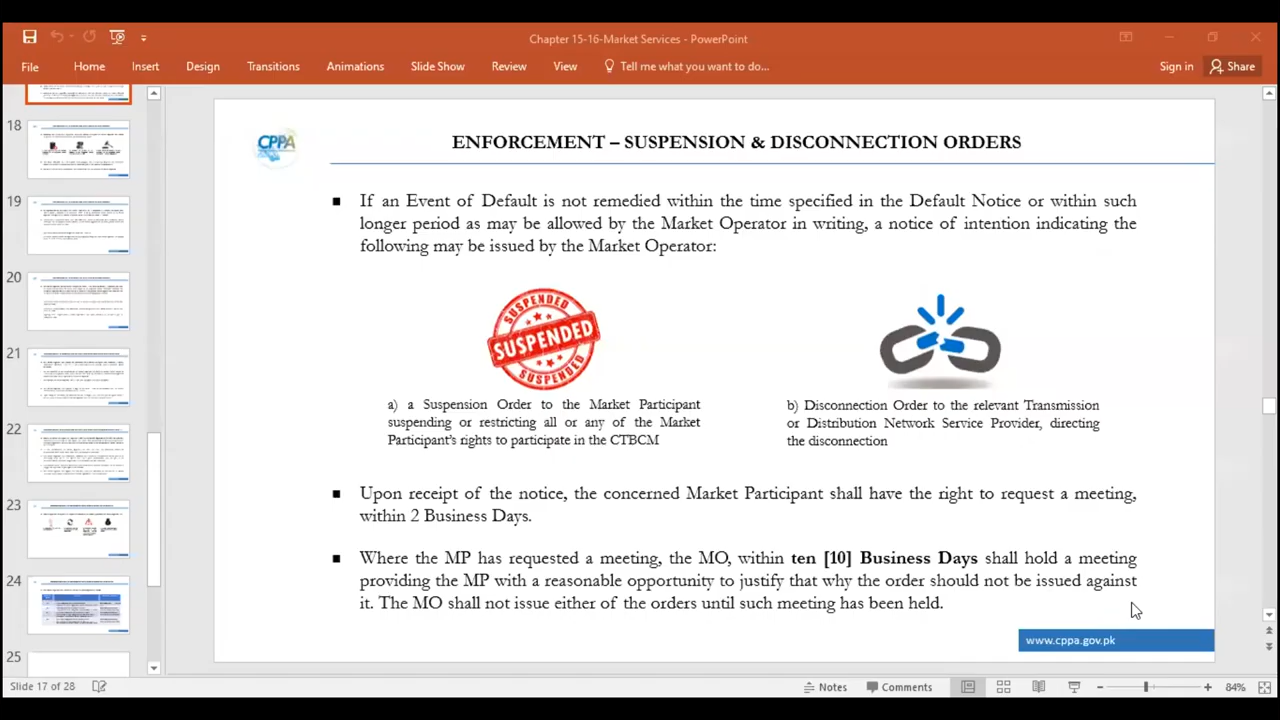 Chapter 15-16-Market Services - PowerPoint
File Home Insert Design Transitions Animations Slide Show Review View Tell me what you want to do... Sign in Share
18
19
20
21
22
23
24
25
CPPA
ENFORCEMENT – SUSPENSION & DISCONNECTION ORDERS
If an Event of Default is not remedied within the time specified in the Default Notice or within such
longer period as may be allowed by the Market Operator in writing, a notice of intention indicating the
following may be issued by the Market Operator:
SUSPENDED
SUSPENDED
SUSPENDED
a) a Suspension Order to the Market Participant
suspending or restricting all or any of the Market
Participant's right to participate in the CTBCM
b) Disconnection Order to the relevant Transmission
or Distribution Network Service Provider, directing
the disconnection
Upon receipt of the notice, the concerned Market Participant shall have the right to request a meeting,
within 2 Business Days.
Where the MP has requested a meeting, the MO, within ten [10] Business Days shall hold a meeting
providing the MP with a reasonable opportunity to justify that why the order should not be issued against
it. The MO shall not issue either of the orders until such meeting has been held.
www.cppa.gov.pk
Slide 17 of 28 Notes Comments 84%